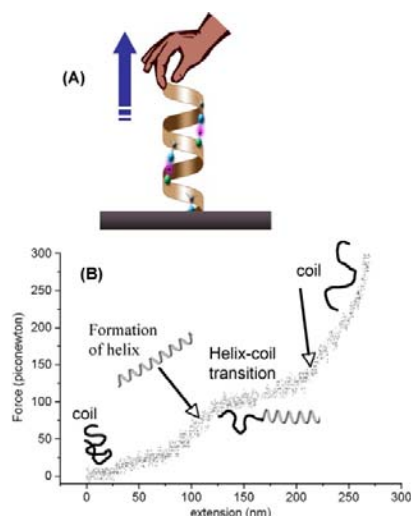 (A)
(B)
300
250
200
150
100
50
0
Force (piconewton)
coil
Formation
of helix
Helix-coil
transition
coil
0
50
100
150
200
250
300
extension (nm)